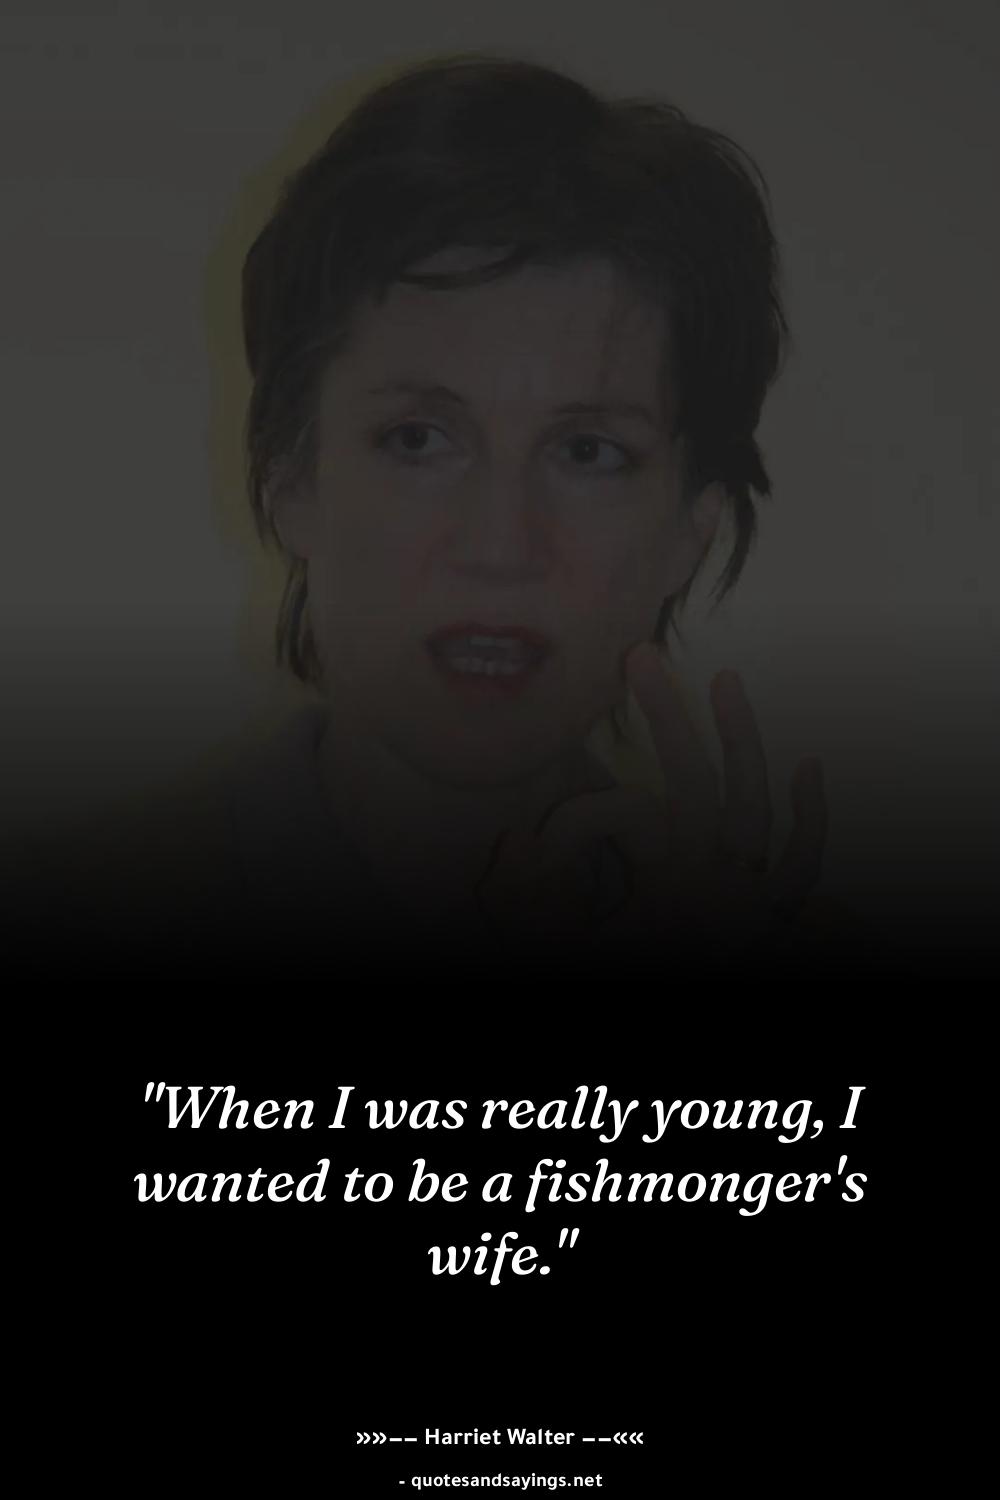 "When I was really young, I
wanted to be a fishmonger's
wife."
»»–– Harriet Walter ––««
- quotesandsayings.net